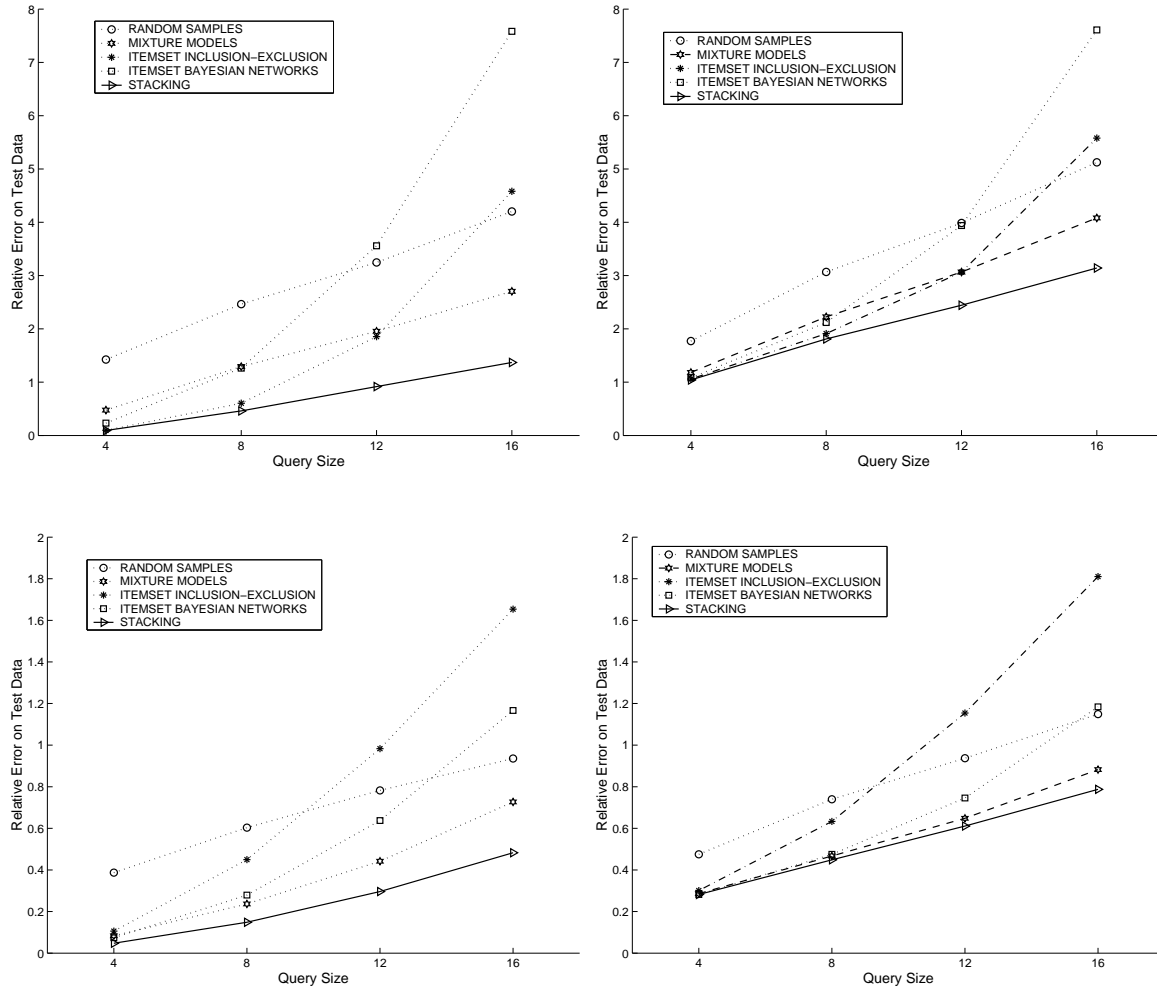 8
7
6
5
4
3
2
1
0
Relative Error on Test Data
RANDOM SAMPLES
MIXTURE MODELS
ITEMSET INCLUSION−EXCLUSION
ITEMSET BAYESIAN NETWORKS
STACKING
4 8 12 16
Query Size
8
7
6
5
4
3
2
1
0
Relative Error on Test Data
RANDOM SAMPLES
MIXTURE MODELS
ITEMSET INCLUSION−EXCLUSION
ITEMSET BAYESIAN NETWORKS
STACKING
4 8 12 16
Query Size
2
1.8
1.6
1.4
1.2
1
0.8
0.6
0.4
0.2
0
Relative Error on Test Data
RANDOM SAMPLES
MIXTURE MODELS
ITEMSET INCLUSION−EXCLUSION
ITEMSET BAYESIAN NETWORKS
STACKING
4 8 12 16
Query Size
2
1.8
1.6
1.4
1.2
1
0.8
0.6
0.4
0.2
0
Relative Error on Test Data
RANDOM SAMPLES
MIXTURE MODELS
ITEMSET INCLUSION−EXCLUSION
ITEMSET BAYESIAN NETWORKS
STACKING
4 8 12 16
Query Size